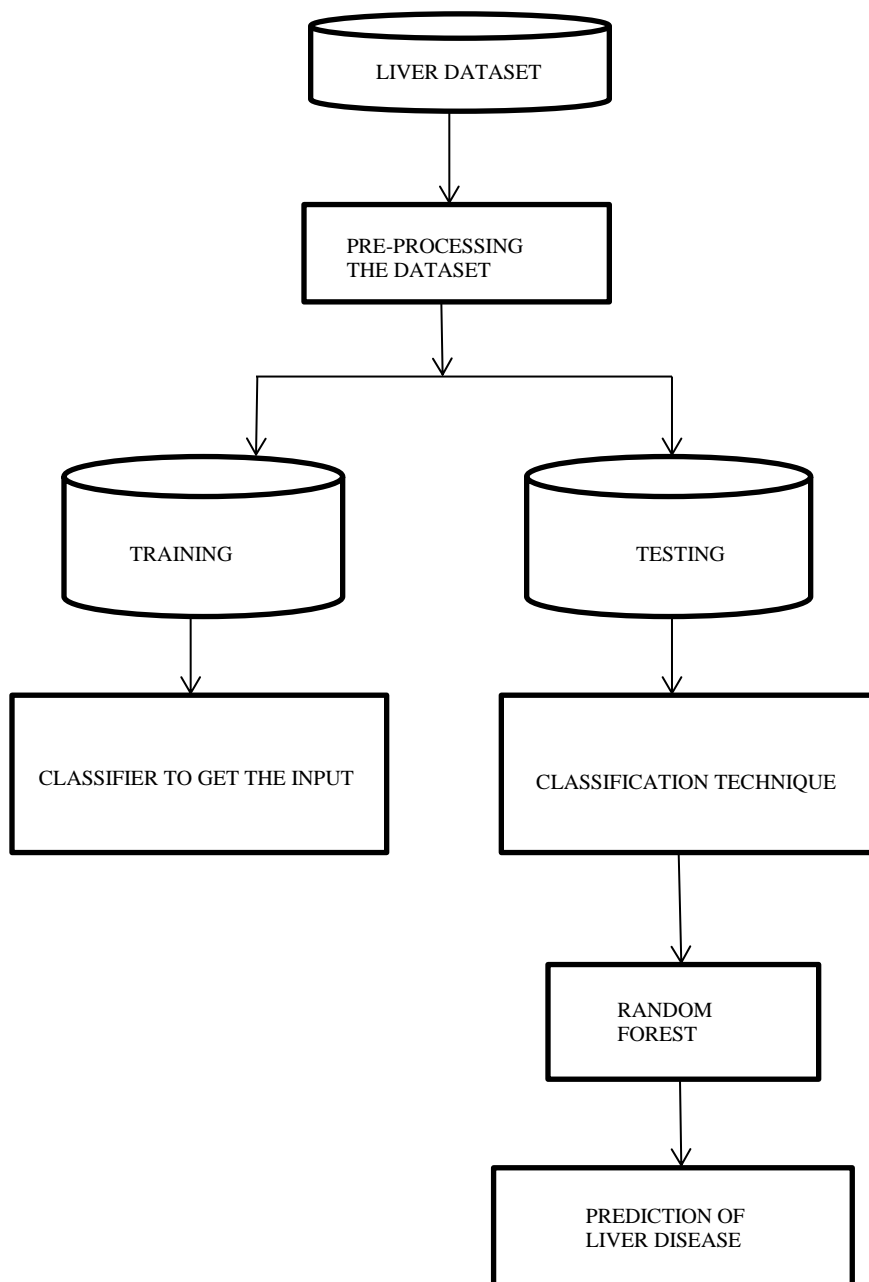 LIVER DATASET
PRE-PROCESSING
THE DATASET
TRAINING
TESTING
CLASSIFIER TO GET THE INPUT
CLASSIFICATION TECHNIQUE
RANDOM
FOREST
PREDICTION OF
LIVER DISEASE